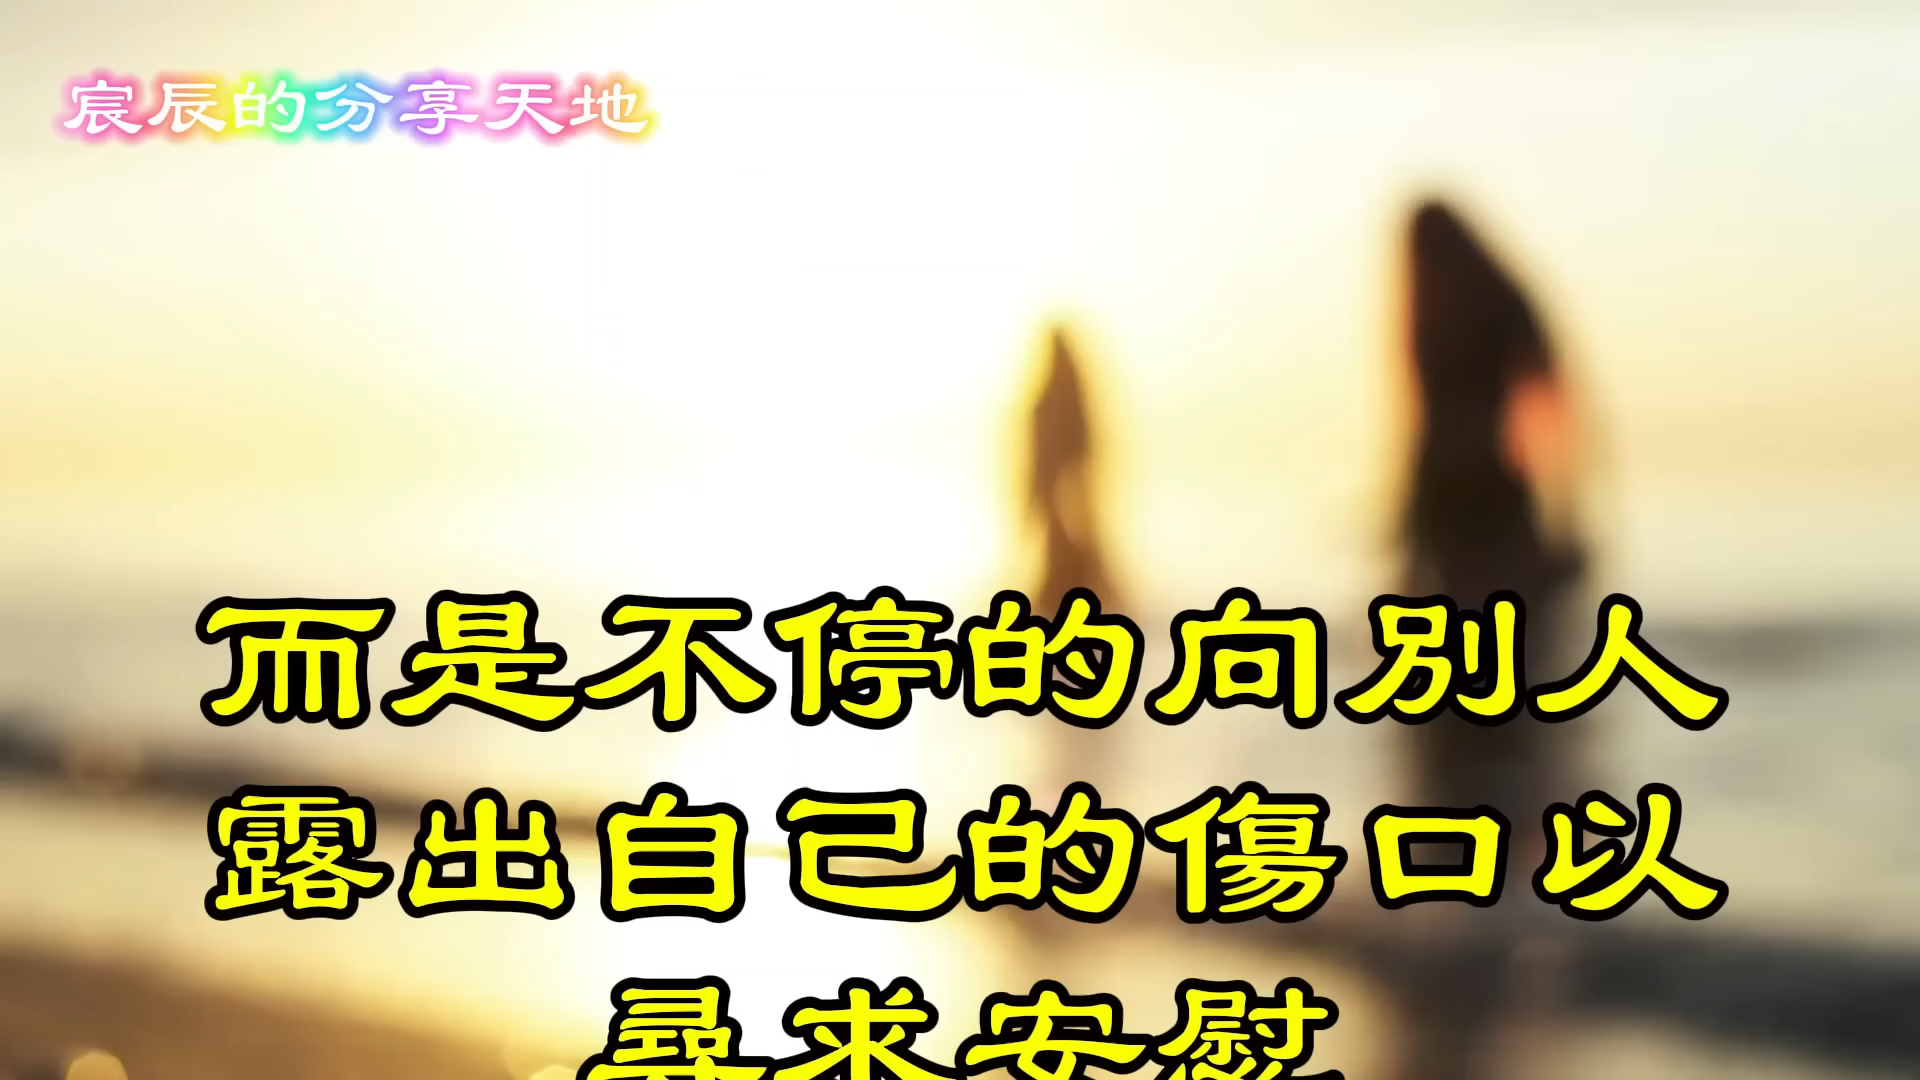 宸辰的分享天地
而是不停的向別人
露出自己的傷口以
尋求安慰